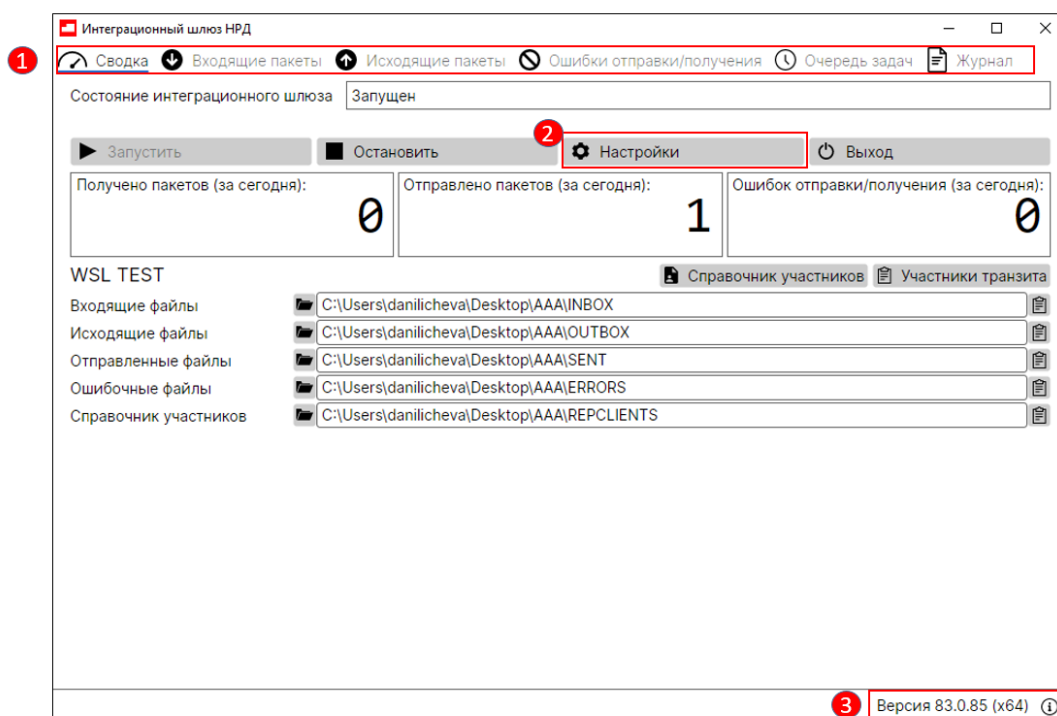 Интеграционный шлюз НРД
1
Сводка Входящие пакеты Исходящие пакеты Ошибки отправки/получения Очередь задач Журнал
Состояние интеграционного шлюза Запущен
2
Запустить Остановить Настройки Выход
Получено пакетов (за сегодня): Отправлено пакетов (за сегодня): Ошибок отправки/получения (за сегодня):
0 1 0
WSL TEST Справочник участников Участники транзита
Входящие файлы C:\Users\danilicheva\Desktop\AAA\INBOX
Исходящие файлы C:\Users\danilicheva\Desktop\AAA\OUTBOX
Отправленные файлы C:\Users\danilicheva\Desktop\AAA\SENT
Ошибочные файлы C:\Users\danilicheva\Desktop\AAA\ERRORS
Справочник участников C:\Users\danilicheva\Desktop\AAA\REPCLIENTS
3 Версия 83.0.85 (x64)